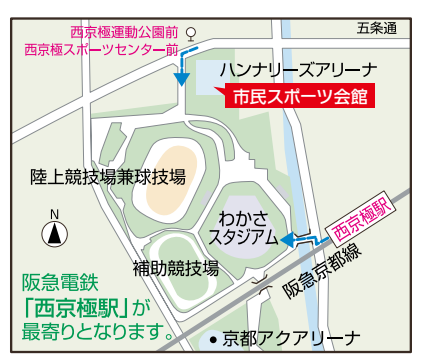 西京極運動公園前
西京極スポーツセンター前
五条通
ハンナリーズアリーナ
市民スポーツ会館
陸上競技場兼球技場
わかさ
スタジアム
西京極駅
N
補助競技場
阪急京都線
阪急電鉄
「西京極駅」が
最寄りとなります。
京都アクアリーナ